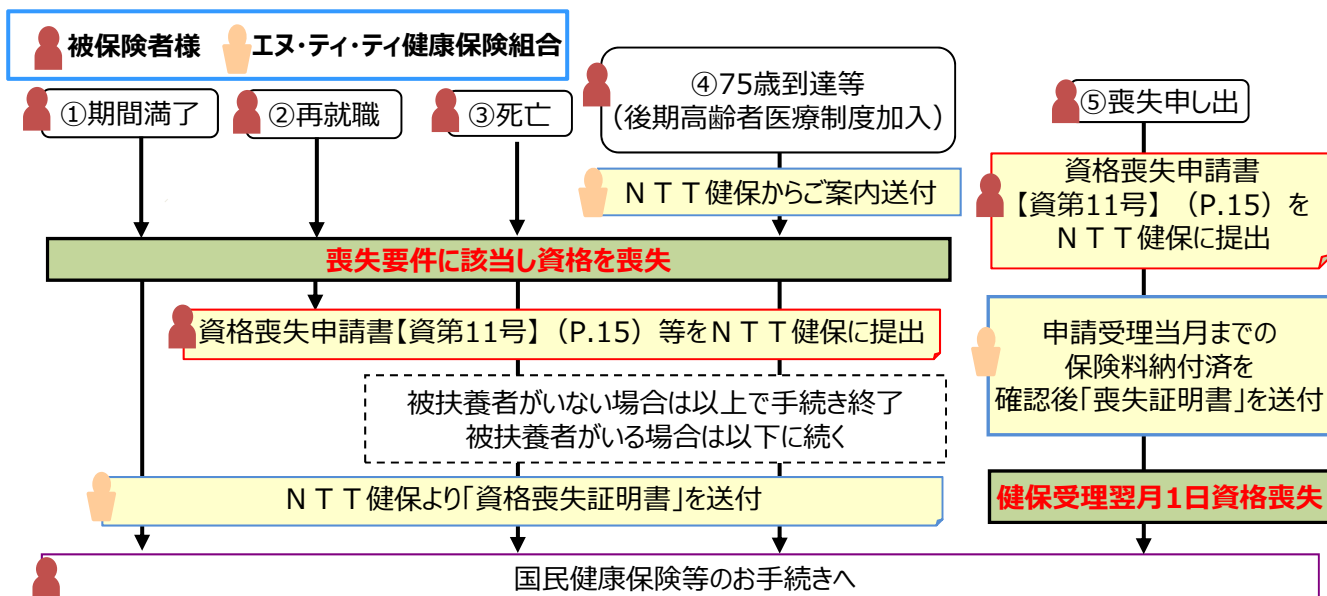 被保険者様
エヌ・ティ・ティ健康保険組合
①期間満了
②再就職
③死亡
④75歳到達等
（後期高齢者医療制度加入）
⑤喪失申し出
ＮＴＴ健保からご案内送付
資格喪失申請書
【資第11号】（P.15）を
ＮＴＴ健保に提出
喪失要件に該当し資格を喪失
資格喪失申請書【資第11号】（P.15）等をＮＴＴ健保に提出
申請受理当月までの
保険料納付済を
確認後「喪失証明書」を送付
被扶養者がいない場合は以上で手続き終了
被扶養者がいる場合は以下に続く
ＮＴＴ健保より「資格喪失証明書」を送付
健保受理翌月1日資格喪失
国民健康保険等のお手続きへ